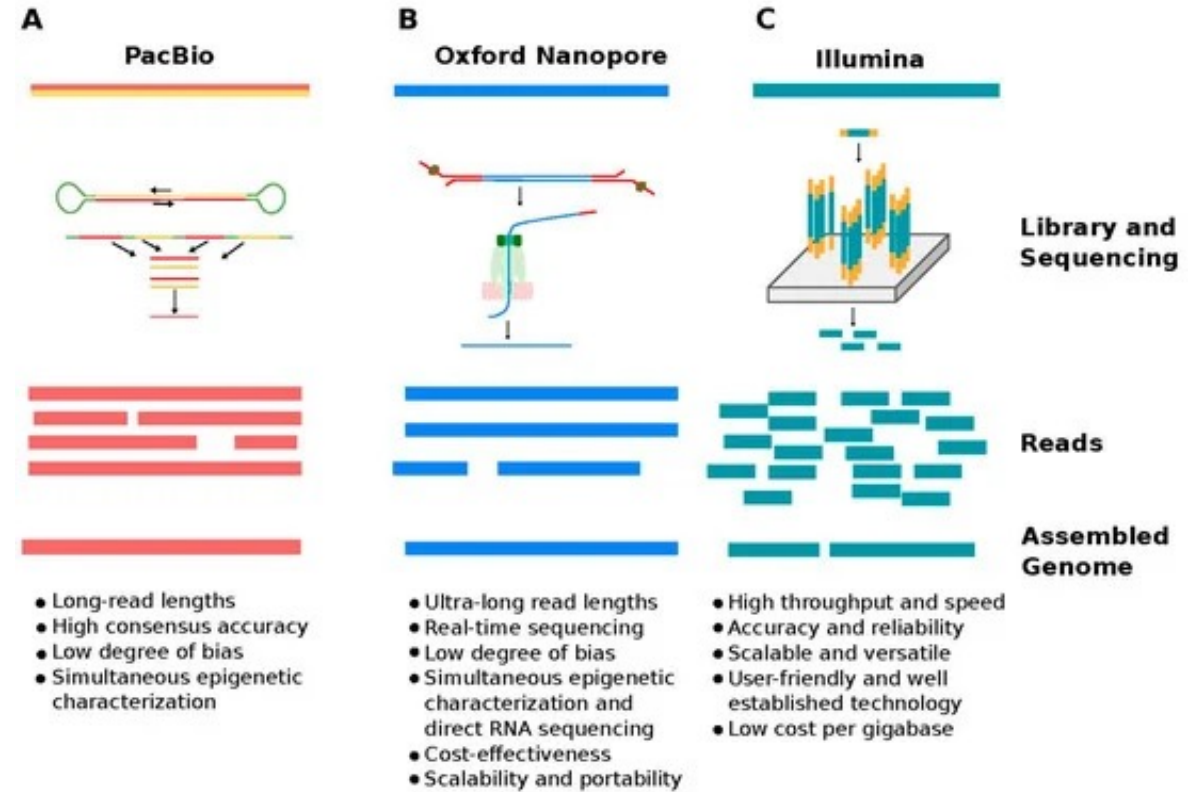 A
B
C
PacBio
Oxford Nanopore
Illumina
Library and
Sequencing
Reads
Assembled
Genome
● Long-read lengths
● High consensus accuracy
● Low degree of bias
● Simultaneous epigenetic
characterization
● Ultra-long read lengths
● Real-time sequencing
● Low degree of bias
● Simultaneous epigenetic
characterization and
direct RNA sequencing
● Cost-effectiveness
● Scalability and portability
● High throughput and speed
● Accuracy and reliability
● Scalable and versatile
● User-friendly and well
established technology
● Low cost per gigabase